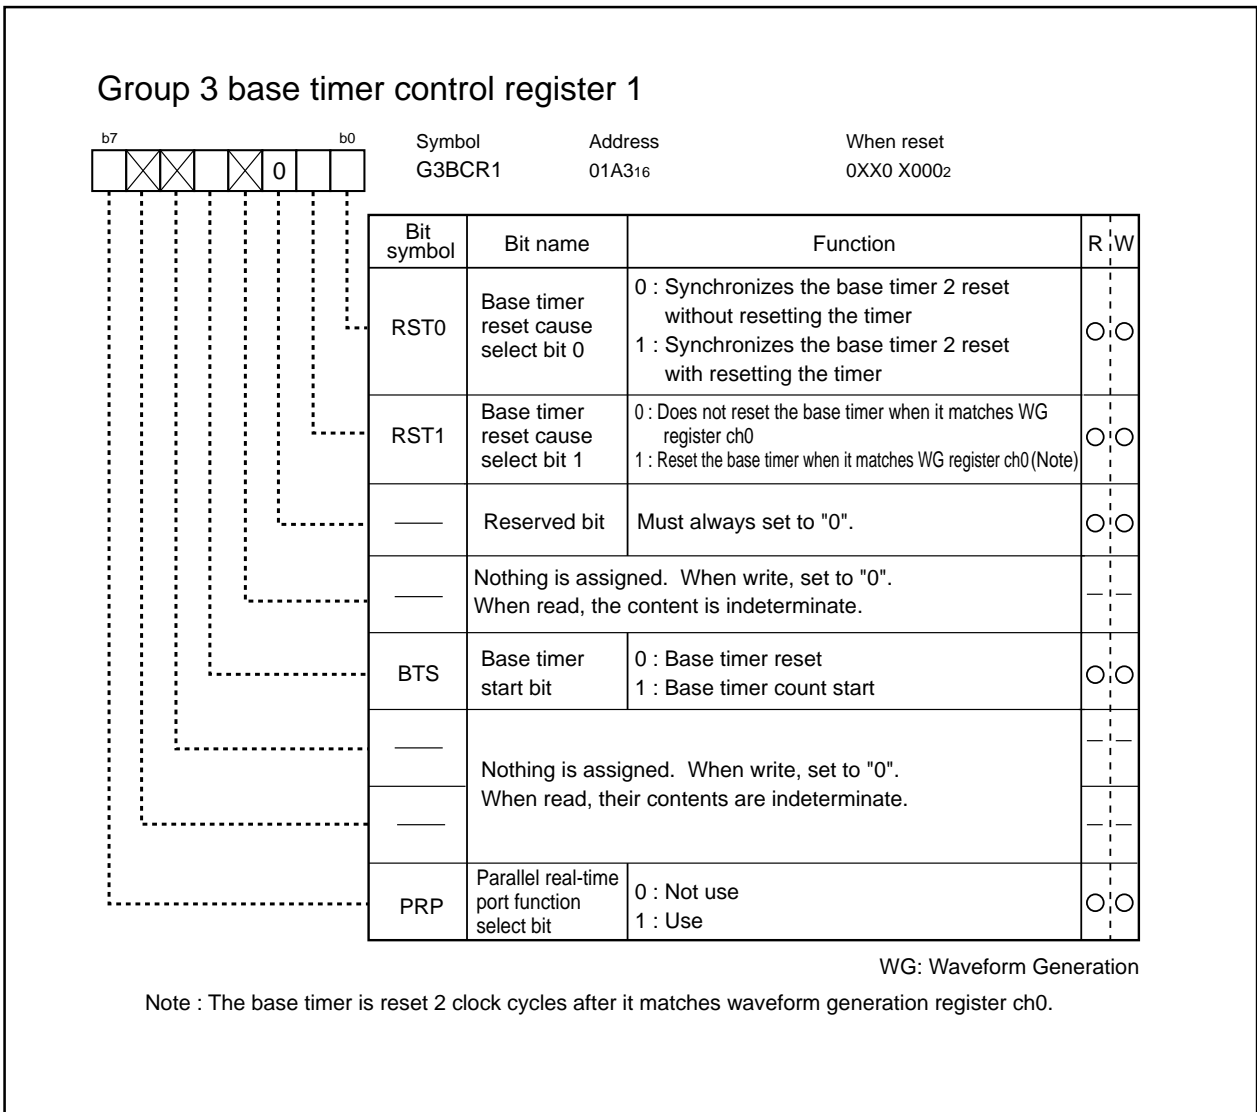 Group 3 base timer control register 1
b7 b0 Symbol Address When reset
0 G3BCR1 01A316 0XX0 X0002
Bit symbol Bit name Function R W
RST0
Base timer
reset cause
select bit 0
0 : Synchronizes the base timer 2 reset
without resetting the timer
1 : Synchronizes the base timer 2 reset
with resetting the timer
RST1
Base timer
reset cause
select bit 1
0 : Does not reset the base timer when it matches WG
register ch0
1 : Reset the base timer when it matches WG register ch0(Note)
Reserved bit Must always set to "0".
Nothing is assigned. When write, set to "0".
When read, the content is indeterminate.
BTS
Base timer
start bit
0 : Base timer reset
1 : Base timer count start
Nothing is assigned. When write, set to "0".
When read, their contents are indeterminate.
PRP
Parallel real-time
port function
select bit
0 : Not use
1 : Use
WG: Waveform Generation
Note : The base timer is reset 2 clock cycles after it matches waveform generation register ch0.